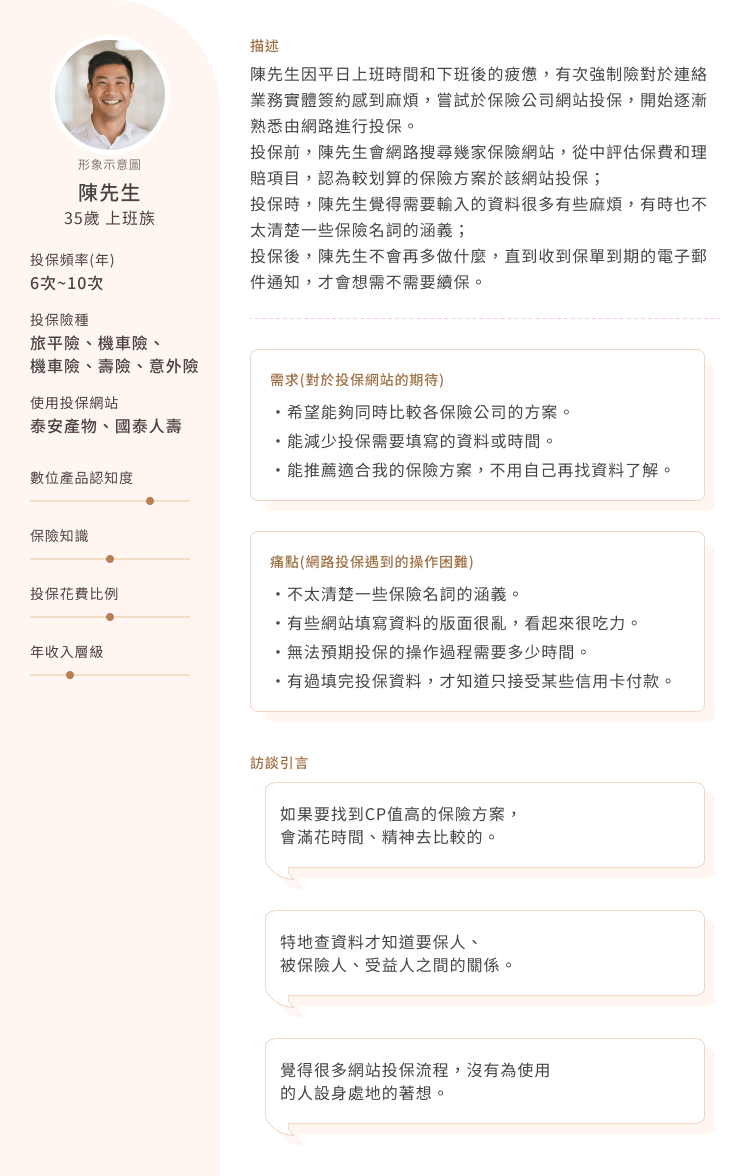 形象示意圖
陳先生
35歲 上班族
投保頻率(年)
6次~10次
投保險種
旅平險、機車險、
機車險、壽險、意外險
使用投保網站
泰安產物、國泰人壽
數位產品認知度
保險知識
投保花費比例
年收入層級
描述
陳先生因平日上班時間和下班後的疲憊，有次強制險對於連絡
業務實體簽約感到麻煩，嘗試於保險公司網站投保，開始逐漸
熟悉由網路進行投保。
投保前，陳先生會網路搜尋幾家保險網站，從中評估保費和理
賠項目，認為較划算的保險方案於該網站投保；
投保時，陳先生覺得需要輸入的資料很多有些麻煩，有時也不
太清楚一些保險名詞的涵義；
投保後，陳先生不會再多做什麼，直到收到保單到期的電子郵
件通知，才會想需不需要續保。
需求(對於投保網站的期待)
・希望能夠同時比較各保險公司的方案。
・能減少投保需要填寫的資料或時間。
・能推薦適合我的保險方案，不用自己再找資料了解。
痛點(網路投保遇到的操作困難)
・不太清楚一些保險名詞的涵義。
・有些網站填寫資料的版面很亂，看起來很吃力。
・無法預期投保的操作過程需要多少時間。
・有過填完投保資料，才知道只接受某些信用卡付款。
訪談引言
如果要找到CP值高的保險方案，
會滿花時間、精神去比較的。
特地查資料才知道要保人、
被保險人、受益人之間的關係。
覺得很多網站投保流程，沒有為使用
的人設身處地的著想。